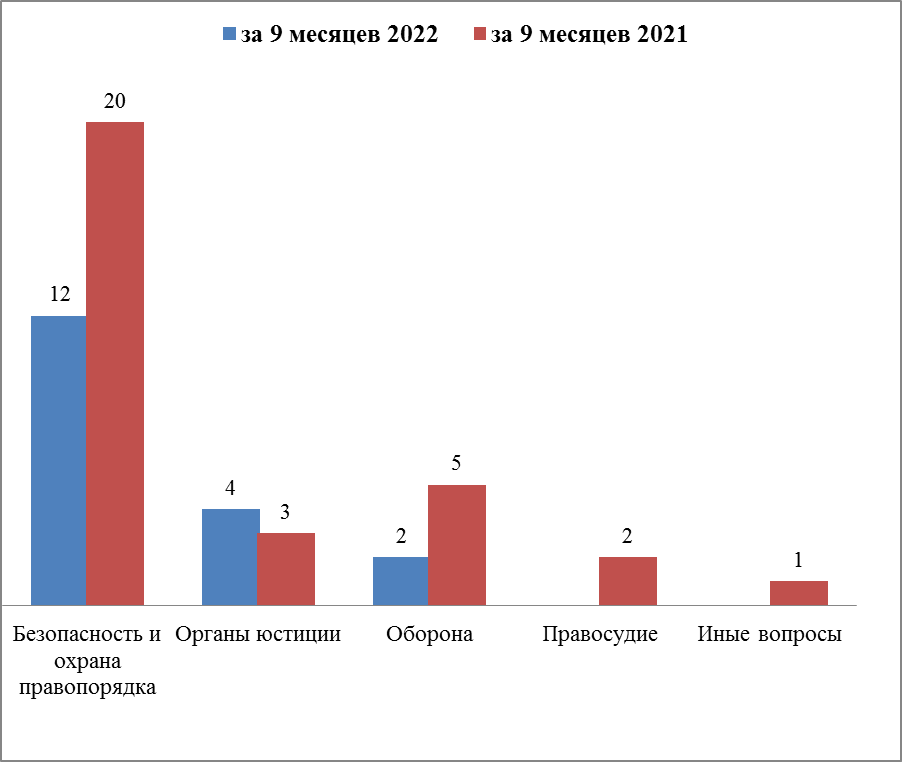 за 9 месяцев 2022 за 9 месяцев 2021
20
12
4
3
2
5
2
1
Безопасность и
охрана
правопорядка
Органы юстиции
Оборона
Правосудие
Иные вопросы